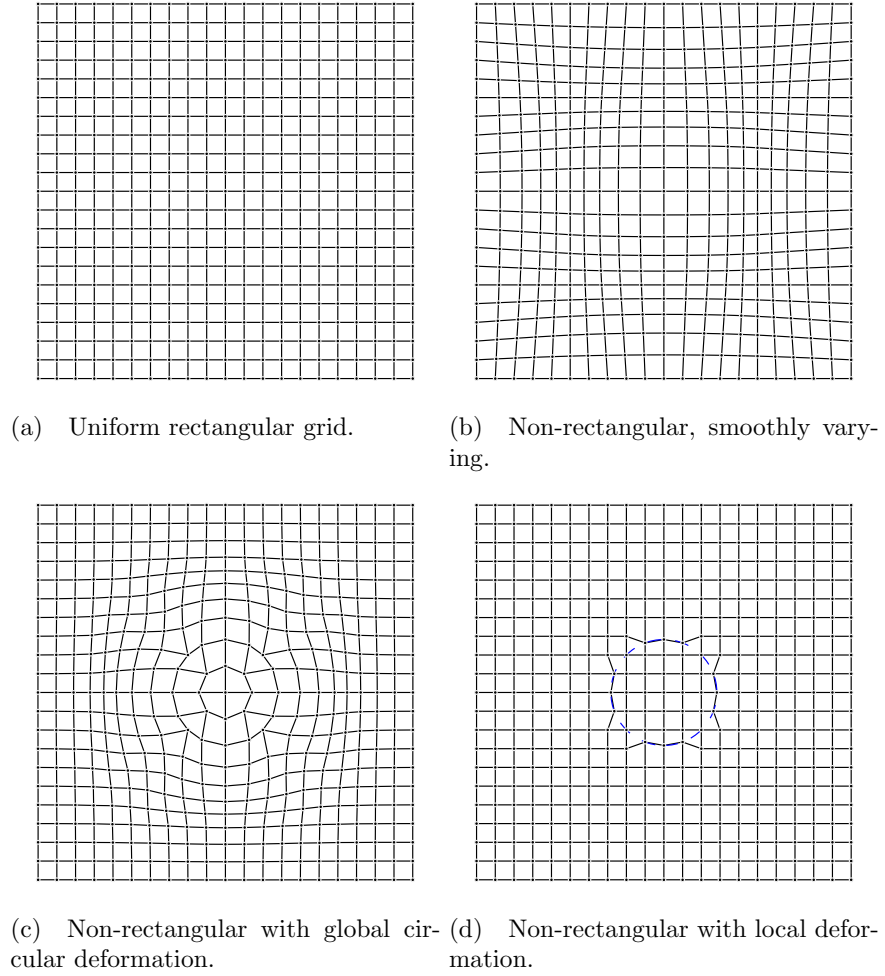 (a) Uniform rectangular grid.
(b) Non-rectangular, smoothly vary-
ing.
(c) Non-rectangular with global cir-
cular deformation.
(d) Non-rectangular with local defor-
mation.